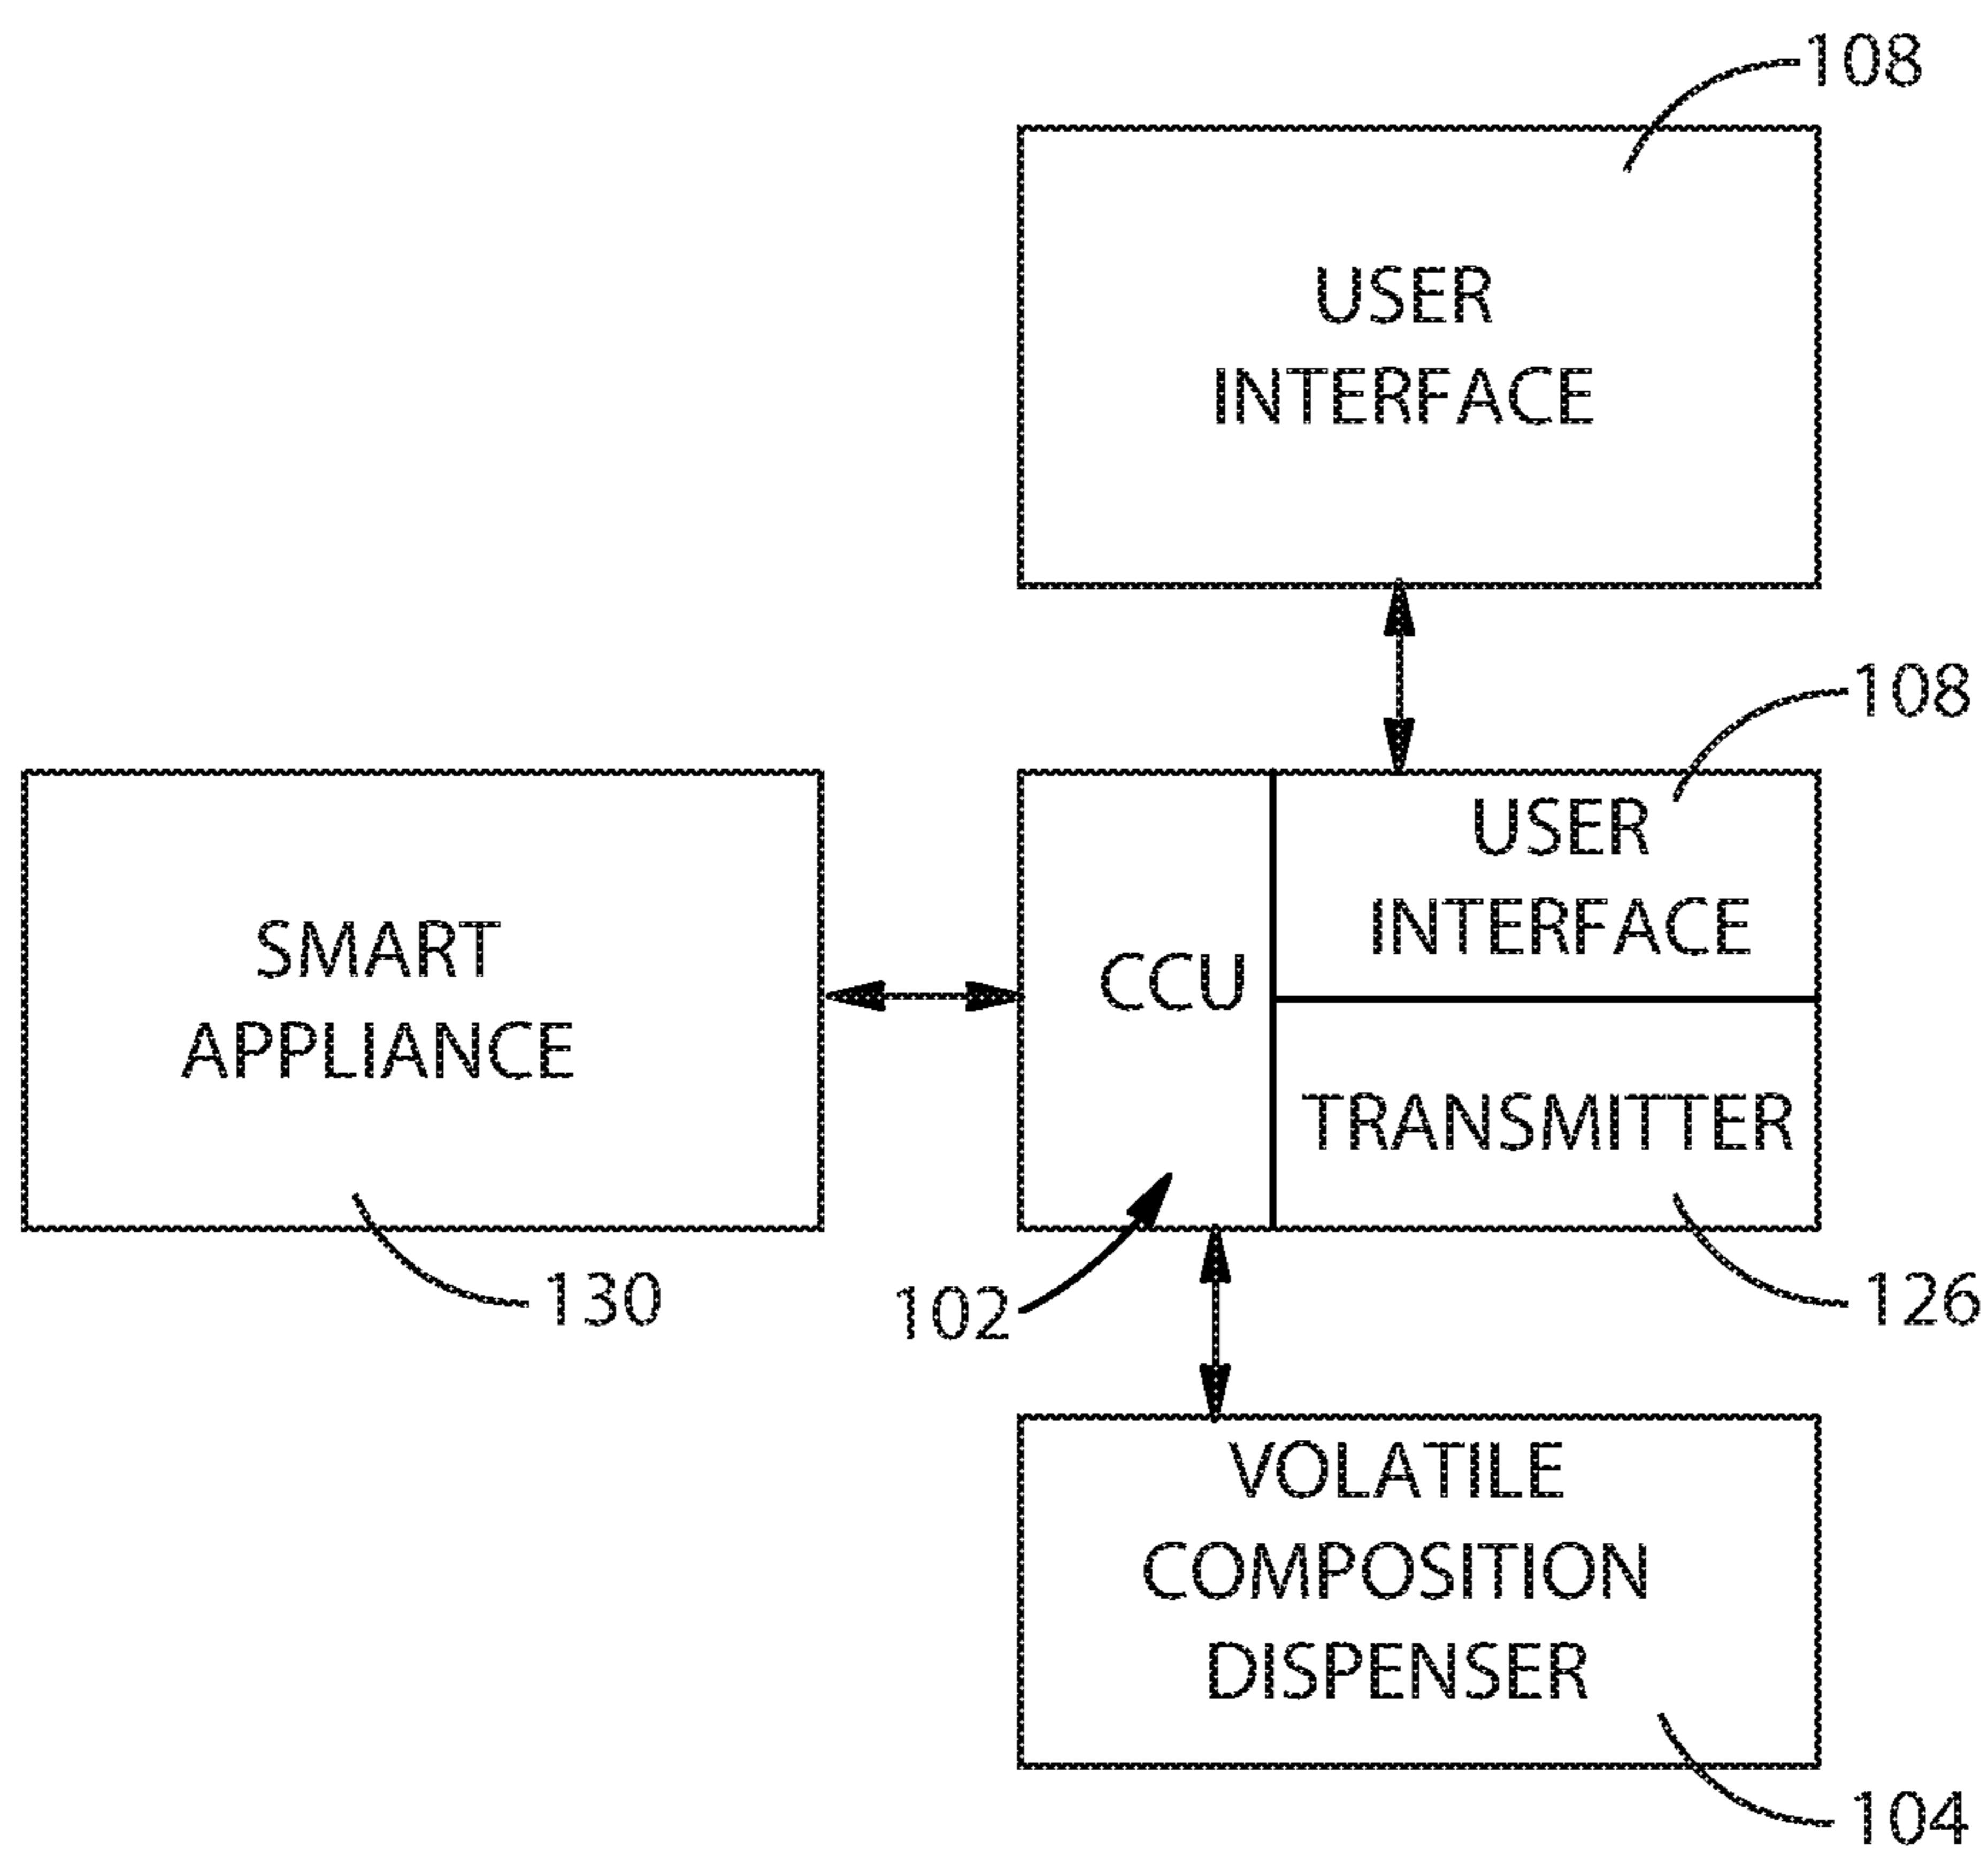 108
USER
INTERFACE
108
USER
INTERFACE
CCU
TRANSMITTER
SMART
APPLIANCE
130
102
126
VOLATILE
COMPOSITION
DISPENSER
104